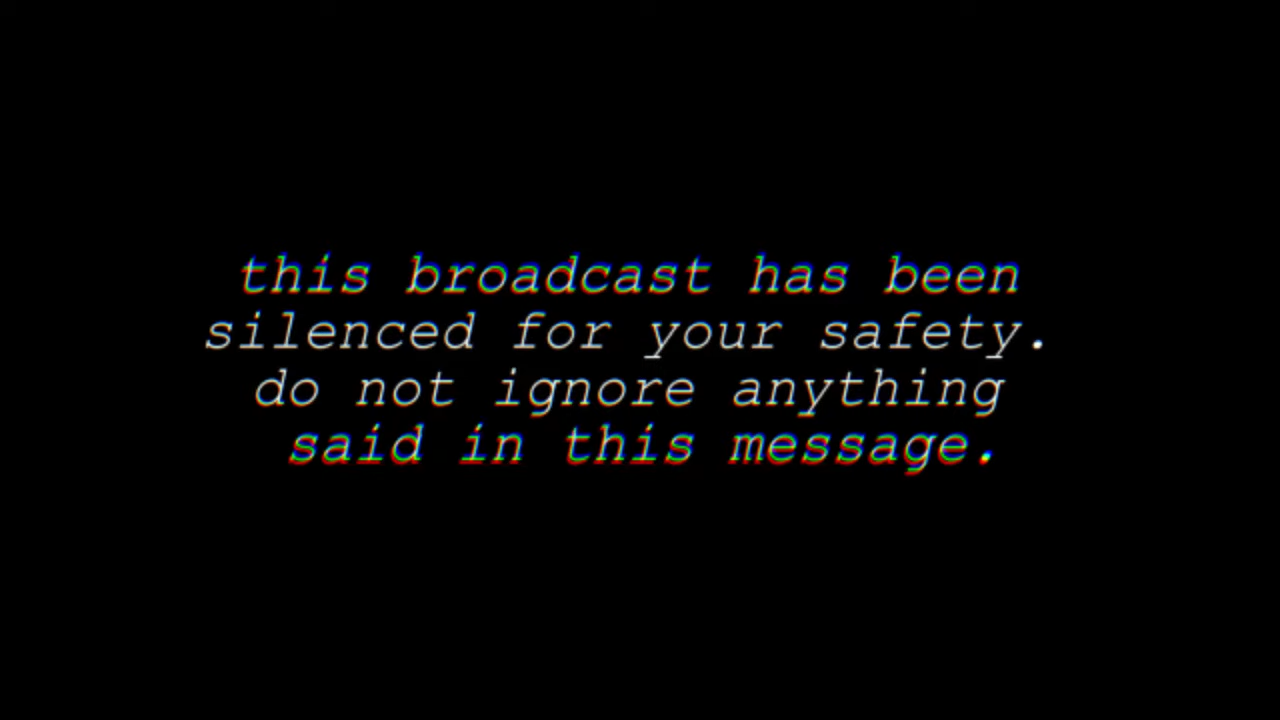 this broadcast has been
silenced for your safety.
do not ignore anything
said in this message.